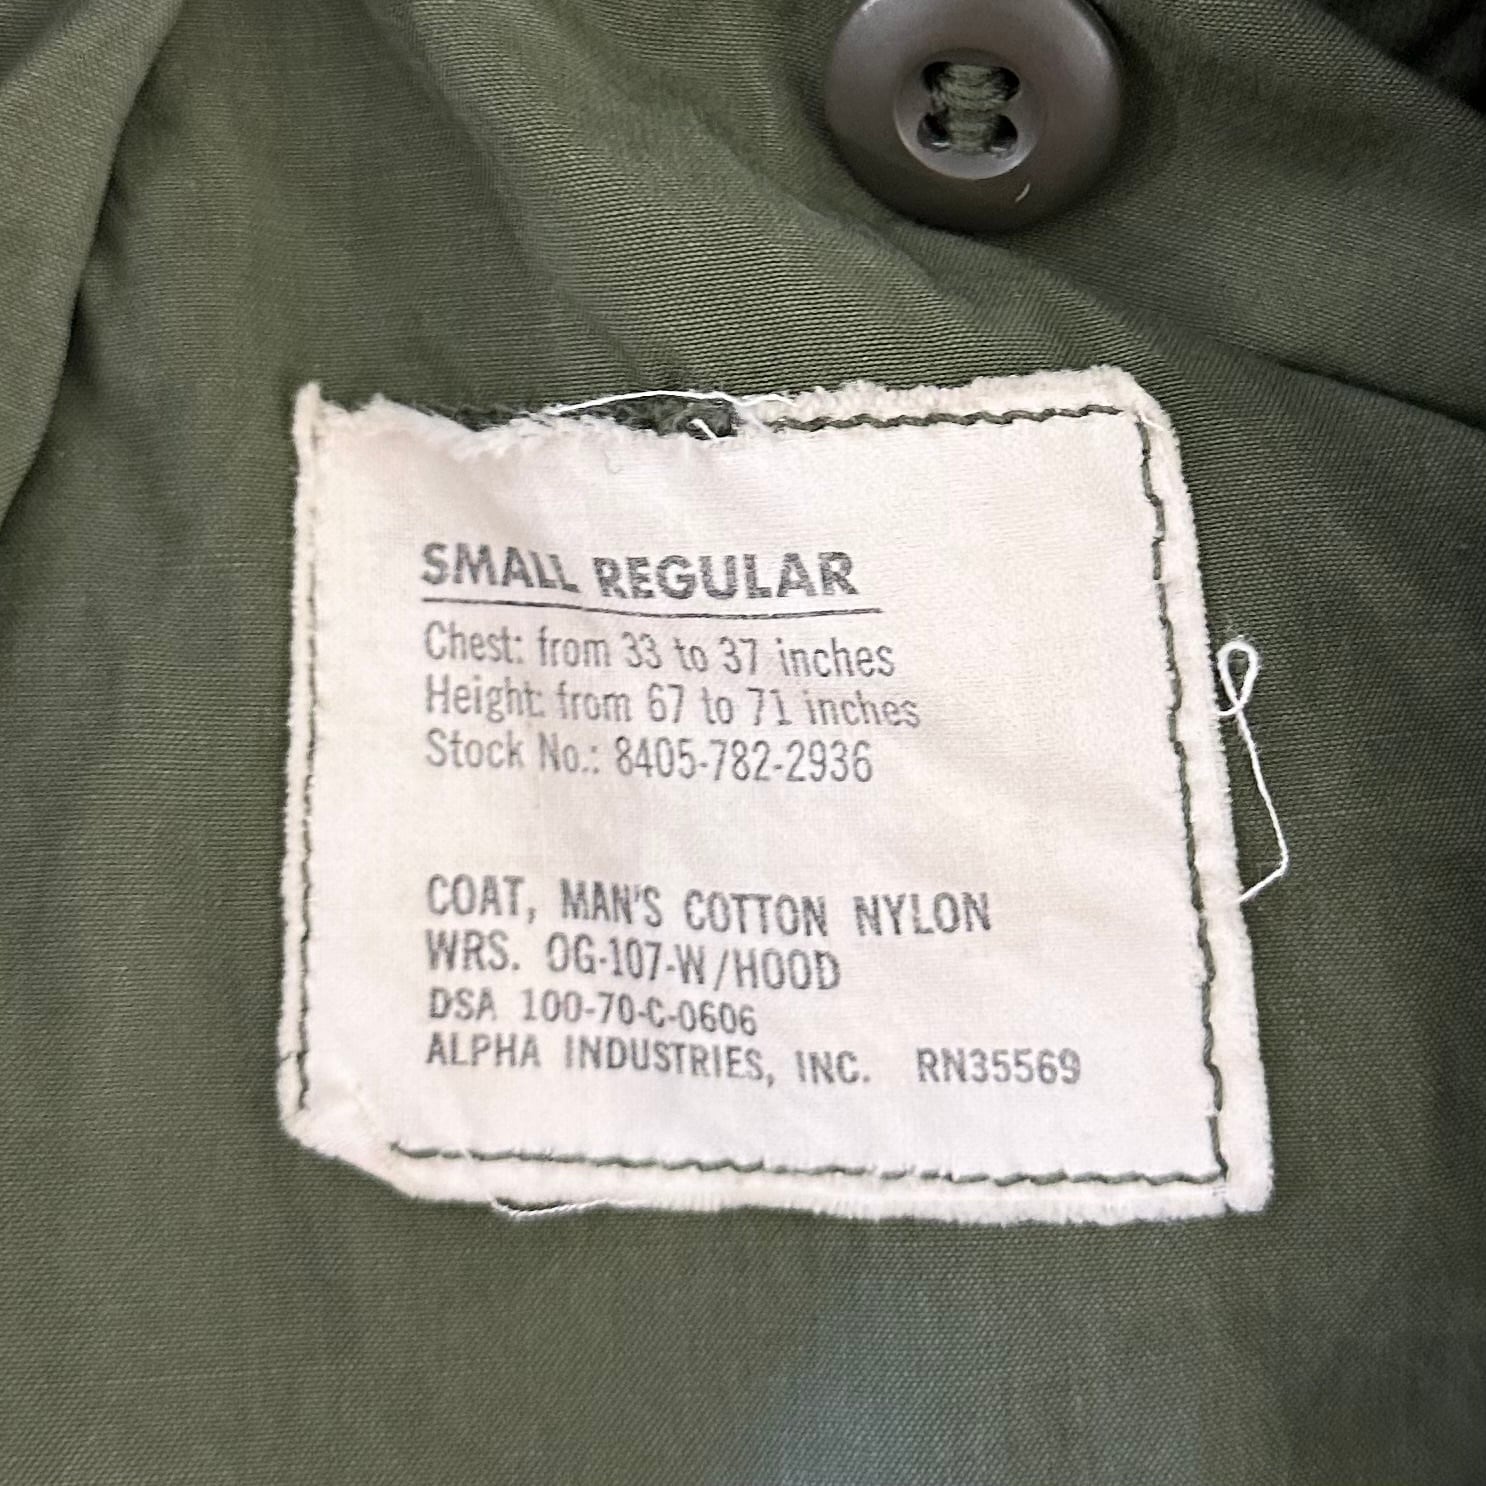 SMALL REGULAR
Chest: from 33 to 37 inches
Height: from 67 to 71 inches
Stock No.: 8405-782-2936
COAT, MAN'S COTTON NYLON
WRS. OG-107-W/HOOD
DSA 100-70-C-0606
ALPHA INDUSTRIES, INC. RN35569